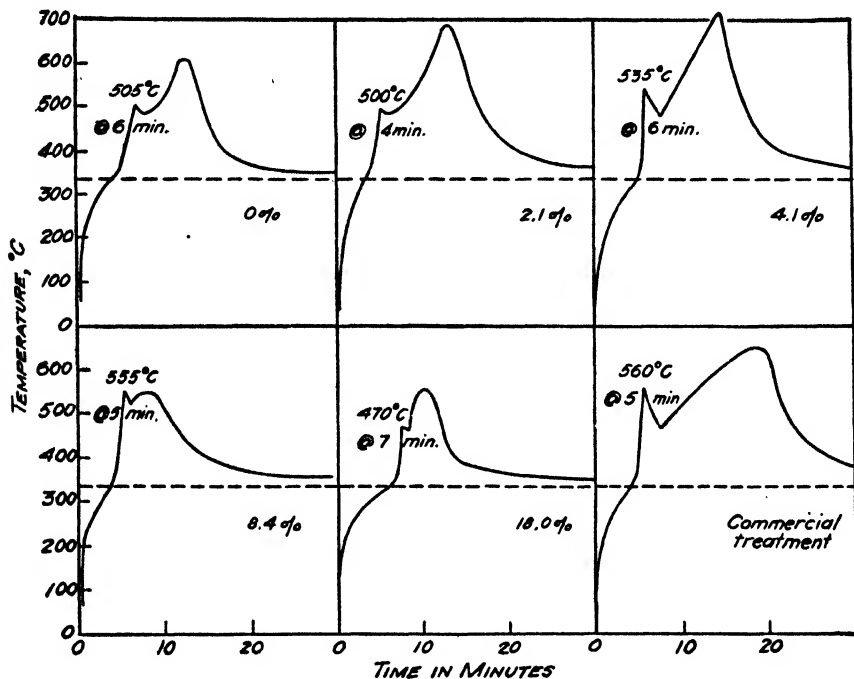 TEMPERATURE, °C
700
600
500
400
300
200
100
0
505°C
@ 6 min.
0%
500°C
@ 4 min.
2.1%
535°C
@ 6 min.
4.1%
600
500
400
300
200
100
0
555°C
@ 5 min.
8.4%
470°C
@ 7 min.
18.0%
560°C
@ 5 min
Commercial
treatment
0 10 20 0 10 20 0 10 20
TIME IN MINUTES